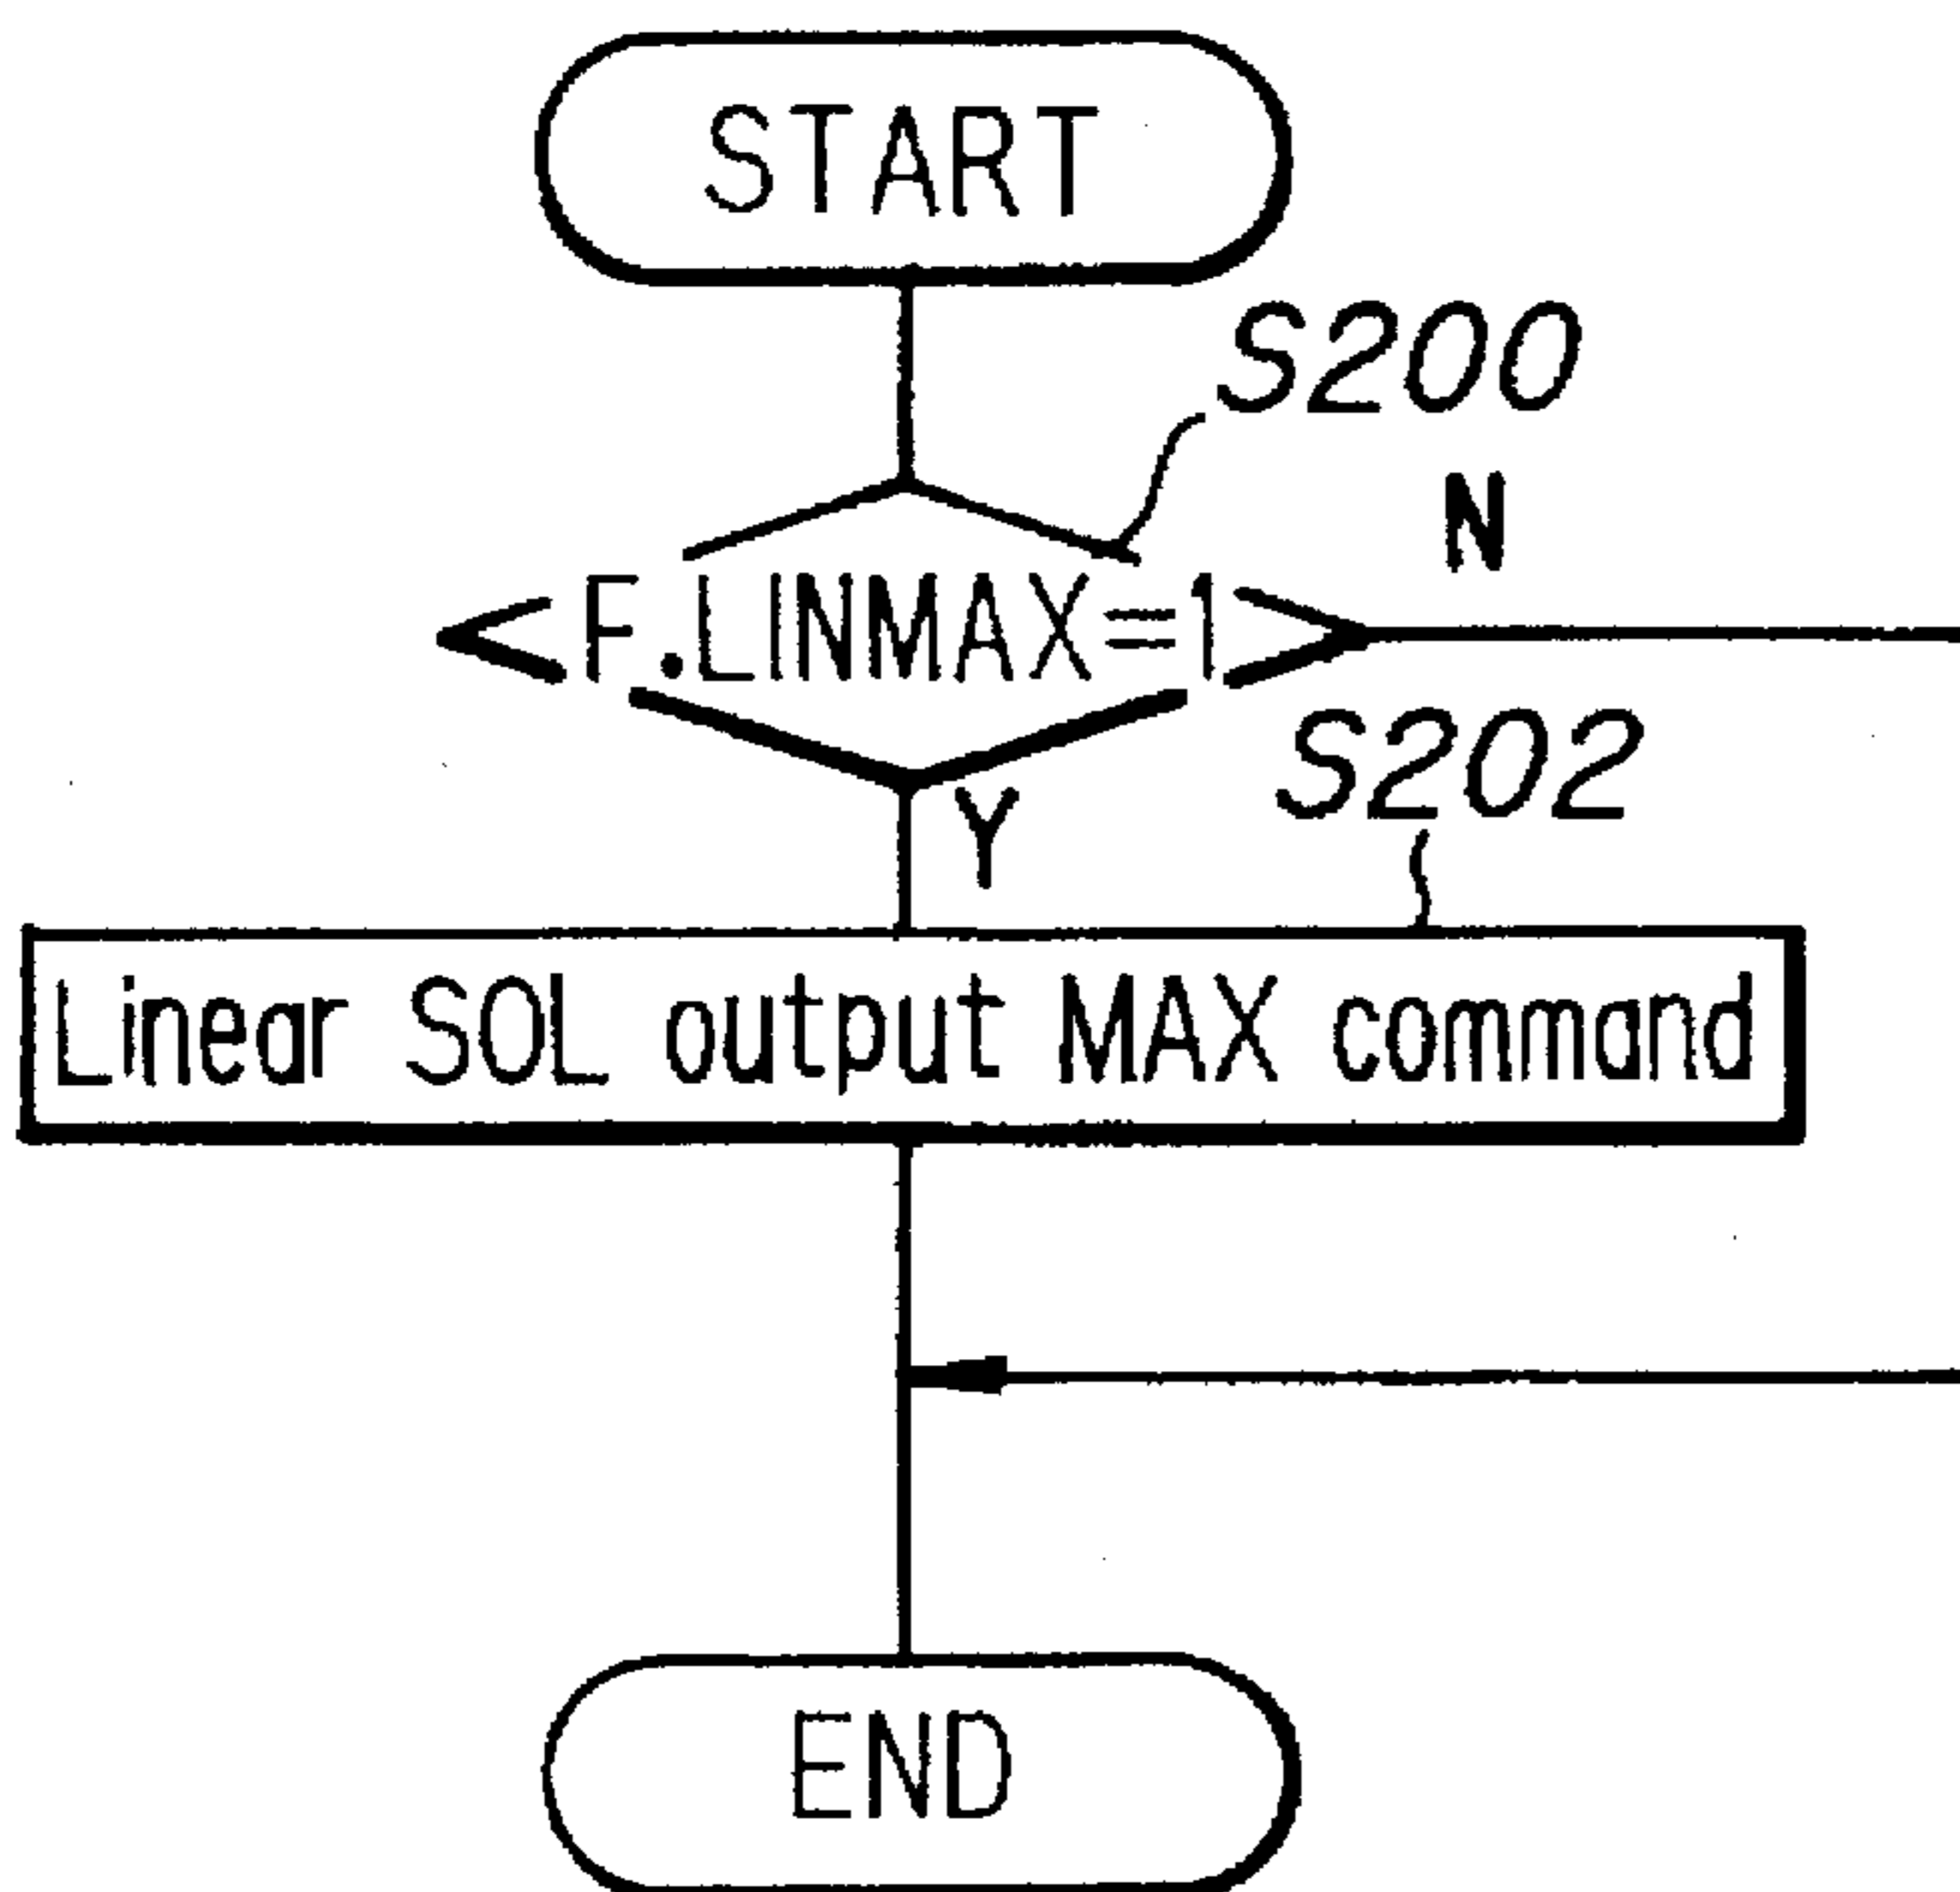 START
S200
N
F.LINMAX=1
S202
Y
Linear SOL output MAX command
END